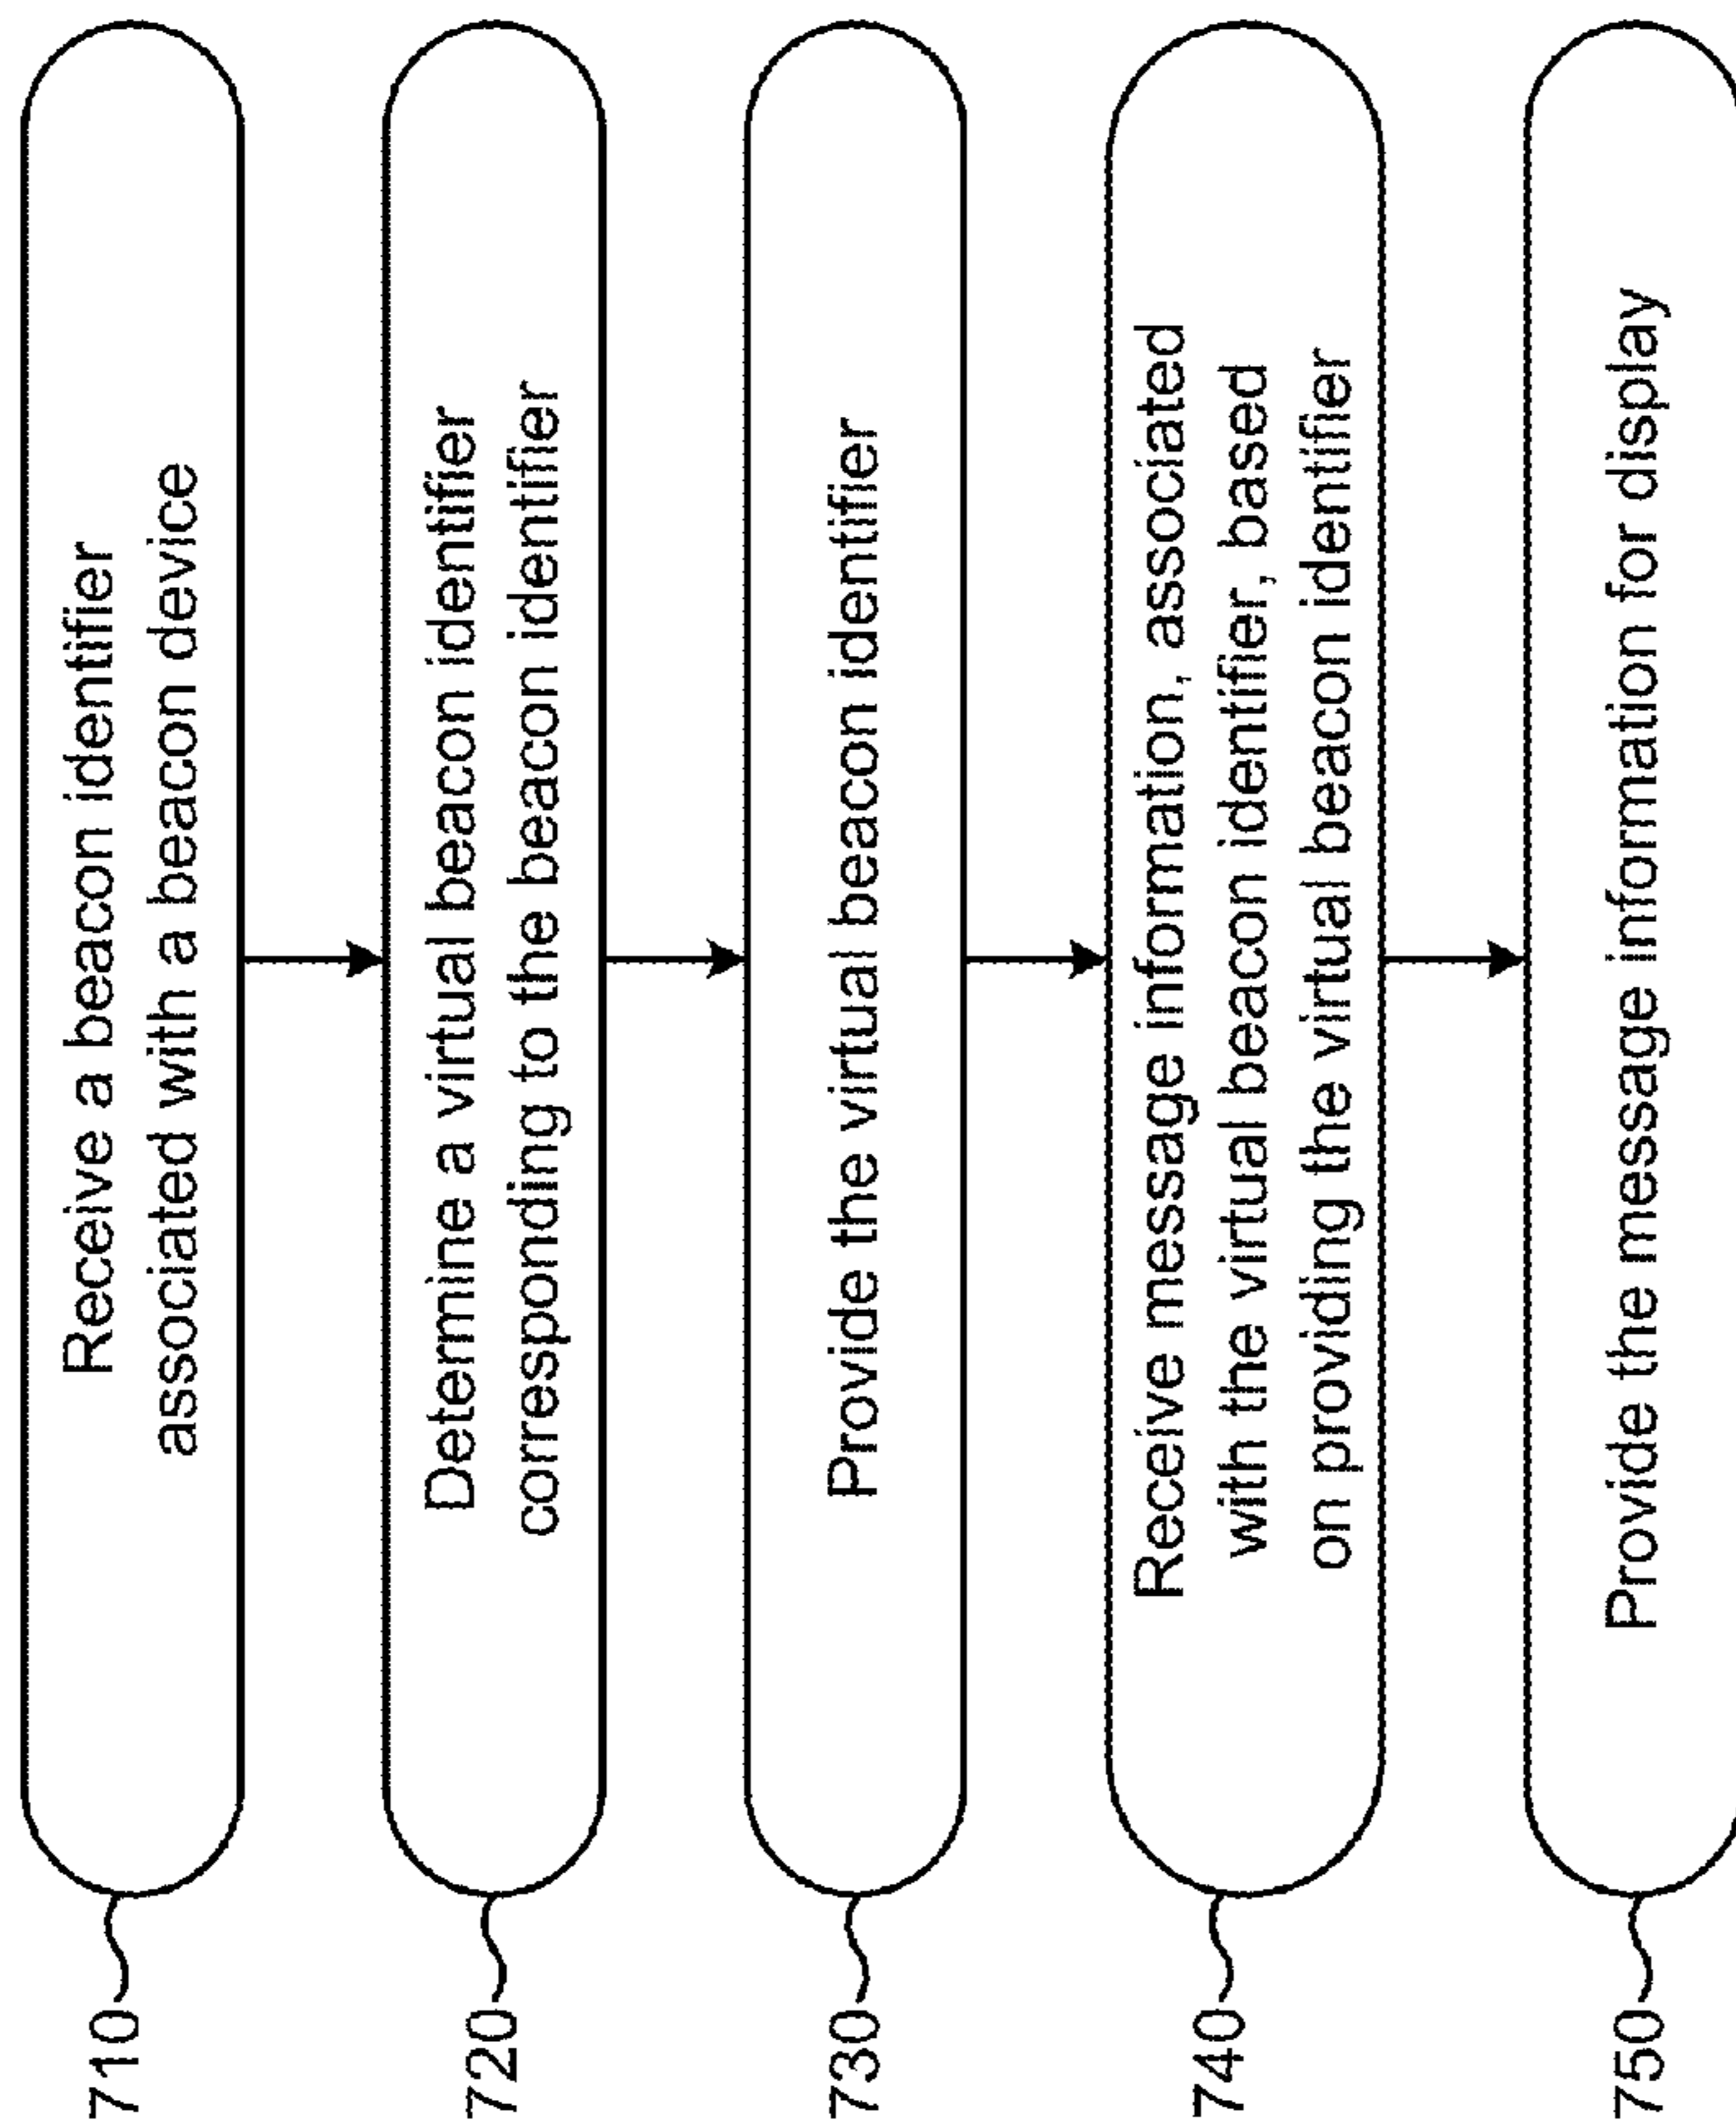 710
Receive a beacon identifier
associated with a beacon device
720
Determine a virtual beacon identifier
corresponding to the beacon identifier
730
Provide the virtual beacon identifier
740
Receive message information, associated
with the virtual beacon identifier, based
on providing the virtual beacon identifier
750
Provide the message information for display